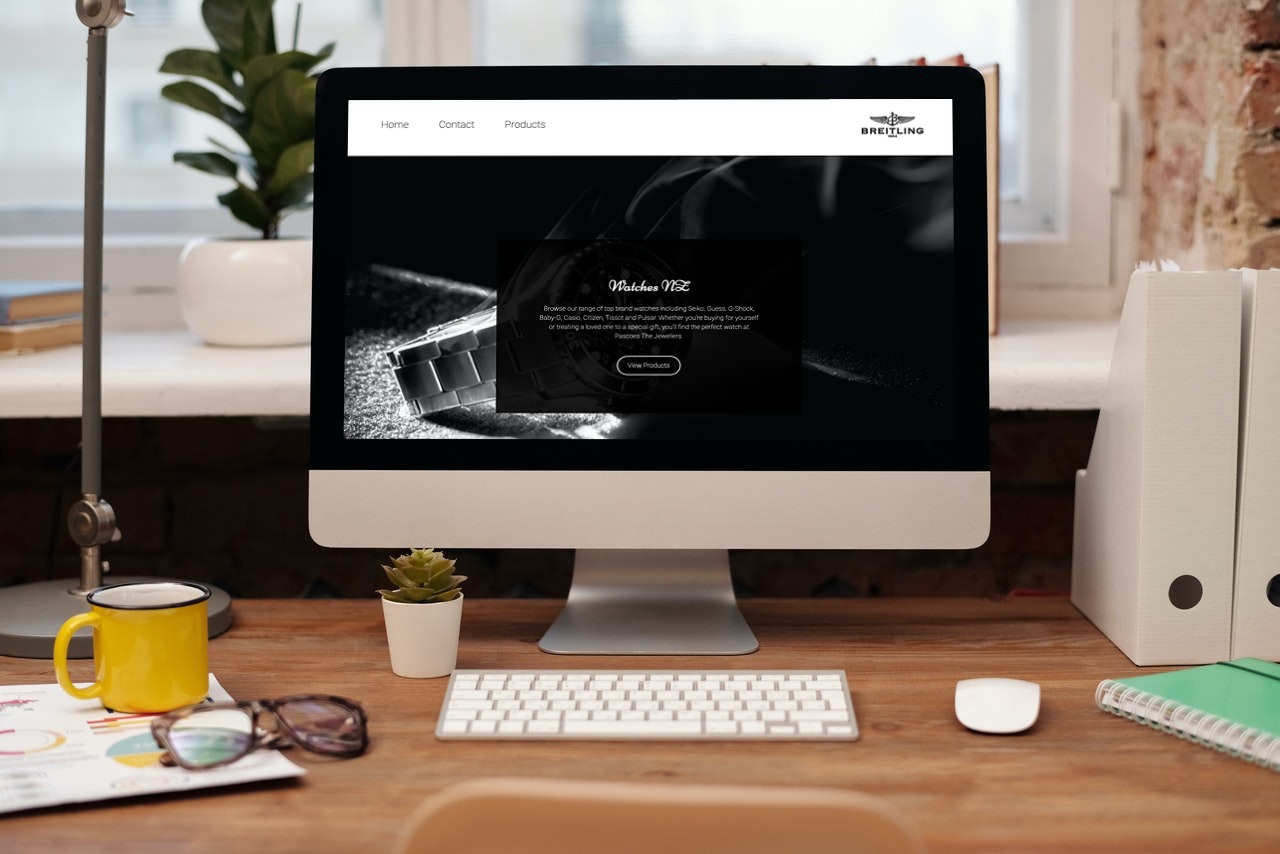 Home Contact Products
BREITLING
1884
Watches NZ
Browse our range of top brand watches including Seiko, Guess, G-Shock,
Baby-G, Casio, Citizen, Tissot and Pulsar. Whether you're buying for yourself
or treating a loved one to a special gift, you'll find the perfect watch at
Pascoes The Jewellers.
View Products